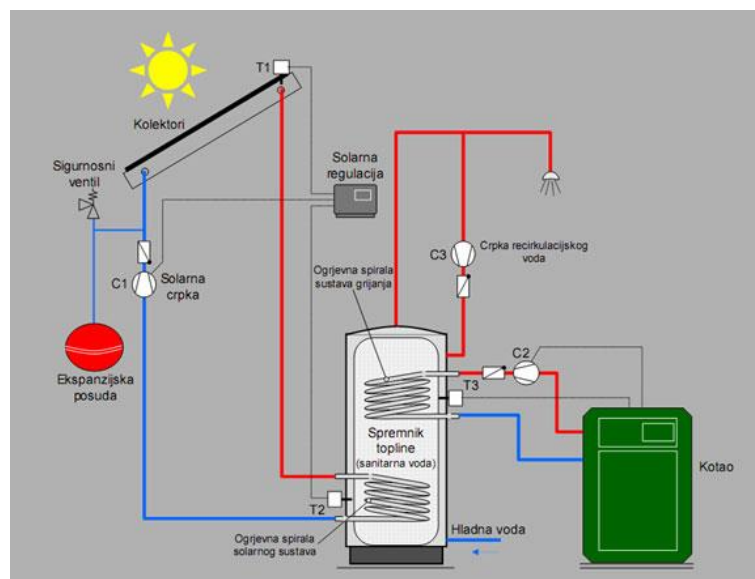 T1
Kolektori
Sigurnosni
ventil
Solarna
regulacija
C1
Solarna
crpka
Ekspanzijska
posuda
C3
Crpka recirkulacijskog
voda
Ogrjevna spirala
sustava grijanja
C2
T3
Spremnik
topline
(sanitarna voda)
T2
Ogrjevna spirala
solarnog sustava
Hladna voda
Kotao